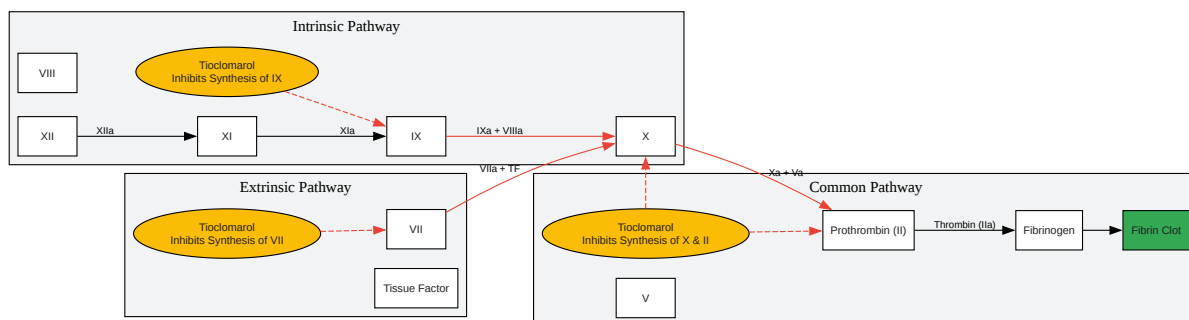 Intrinsic Pathway
VIII
Tioclomarol
Inhibits Synthesis of IX
XII
XIIa
XI
XIa
IX
IXa + VIIIa
X
VIIa + TF
Xa + Va
Extrinsic Pathway
Tioclomarol
Inhibits Synthesis of VII
VII
Tissue Factor
Common Pathway
Tioclomarol
Inhibits Synthesis of X & II
Prothrombin (II)
Thrombin (IIa)
Fibrinogen
Fibrin Clot
V